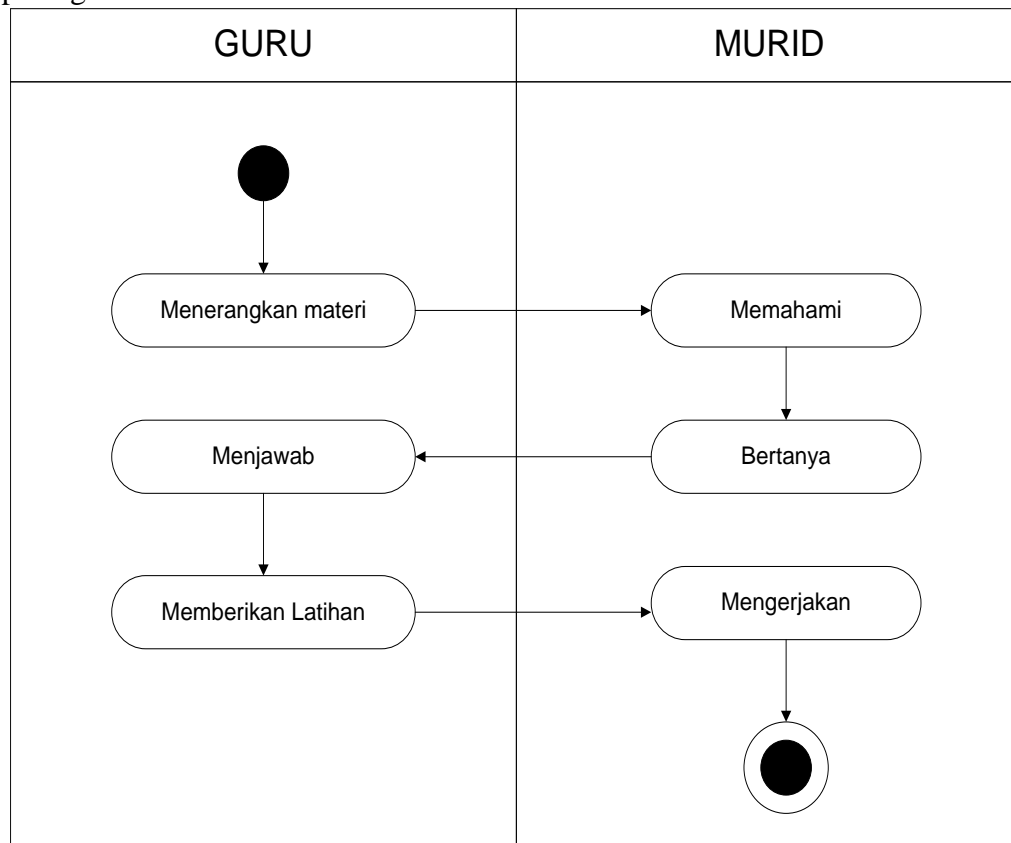 GURU
MURID
Menerangkan materi
Memahami
Menjawab
Bertanya
Memberikan Latihan
Mengerjakan